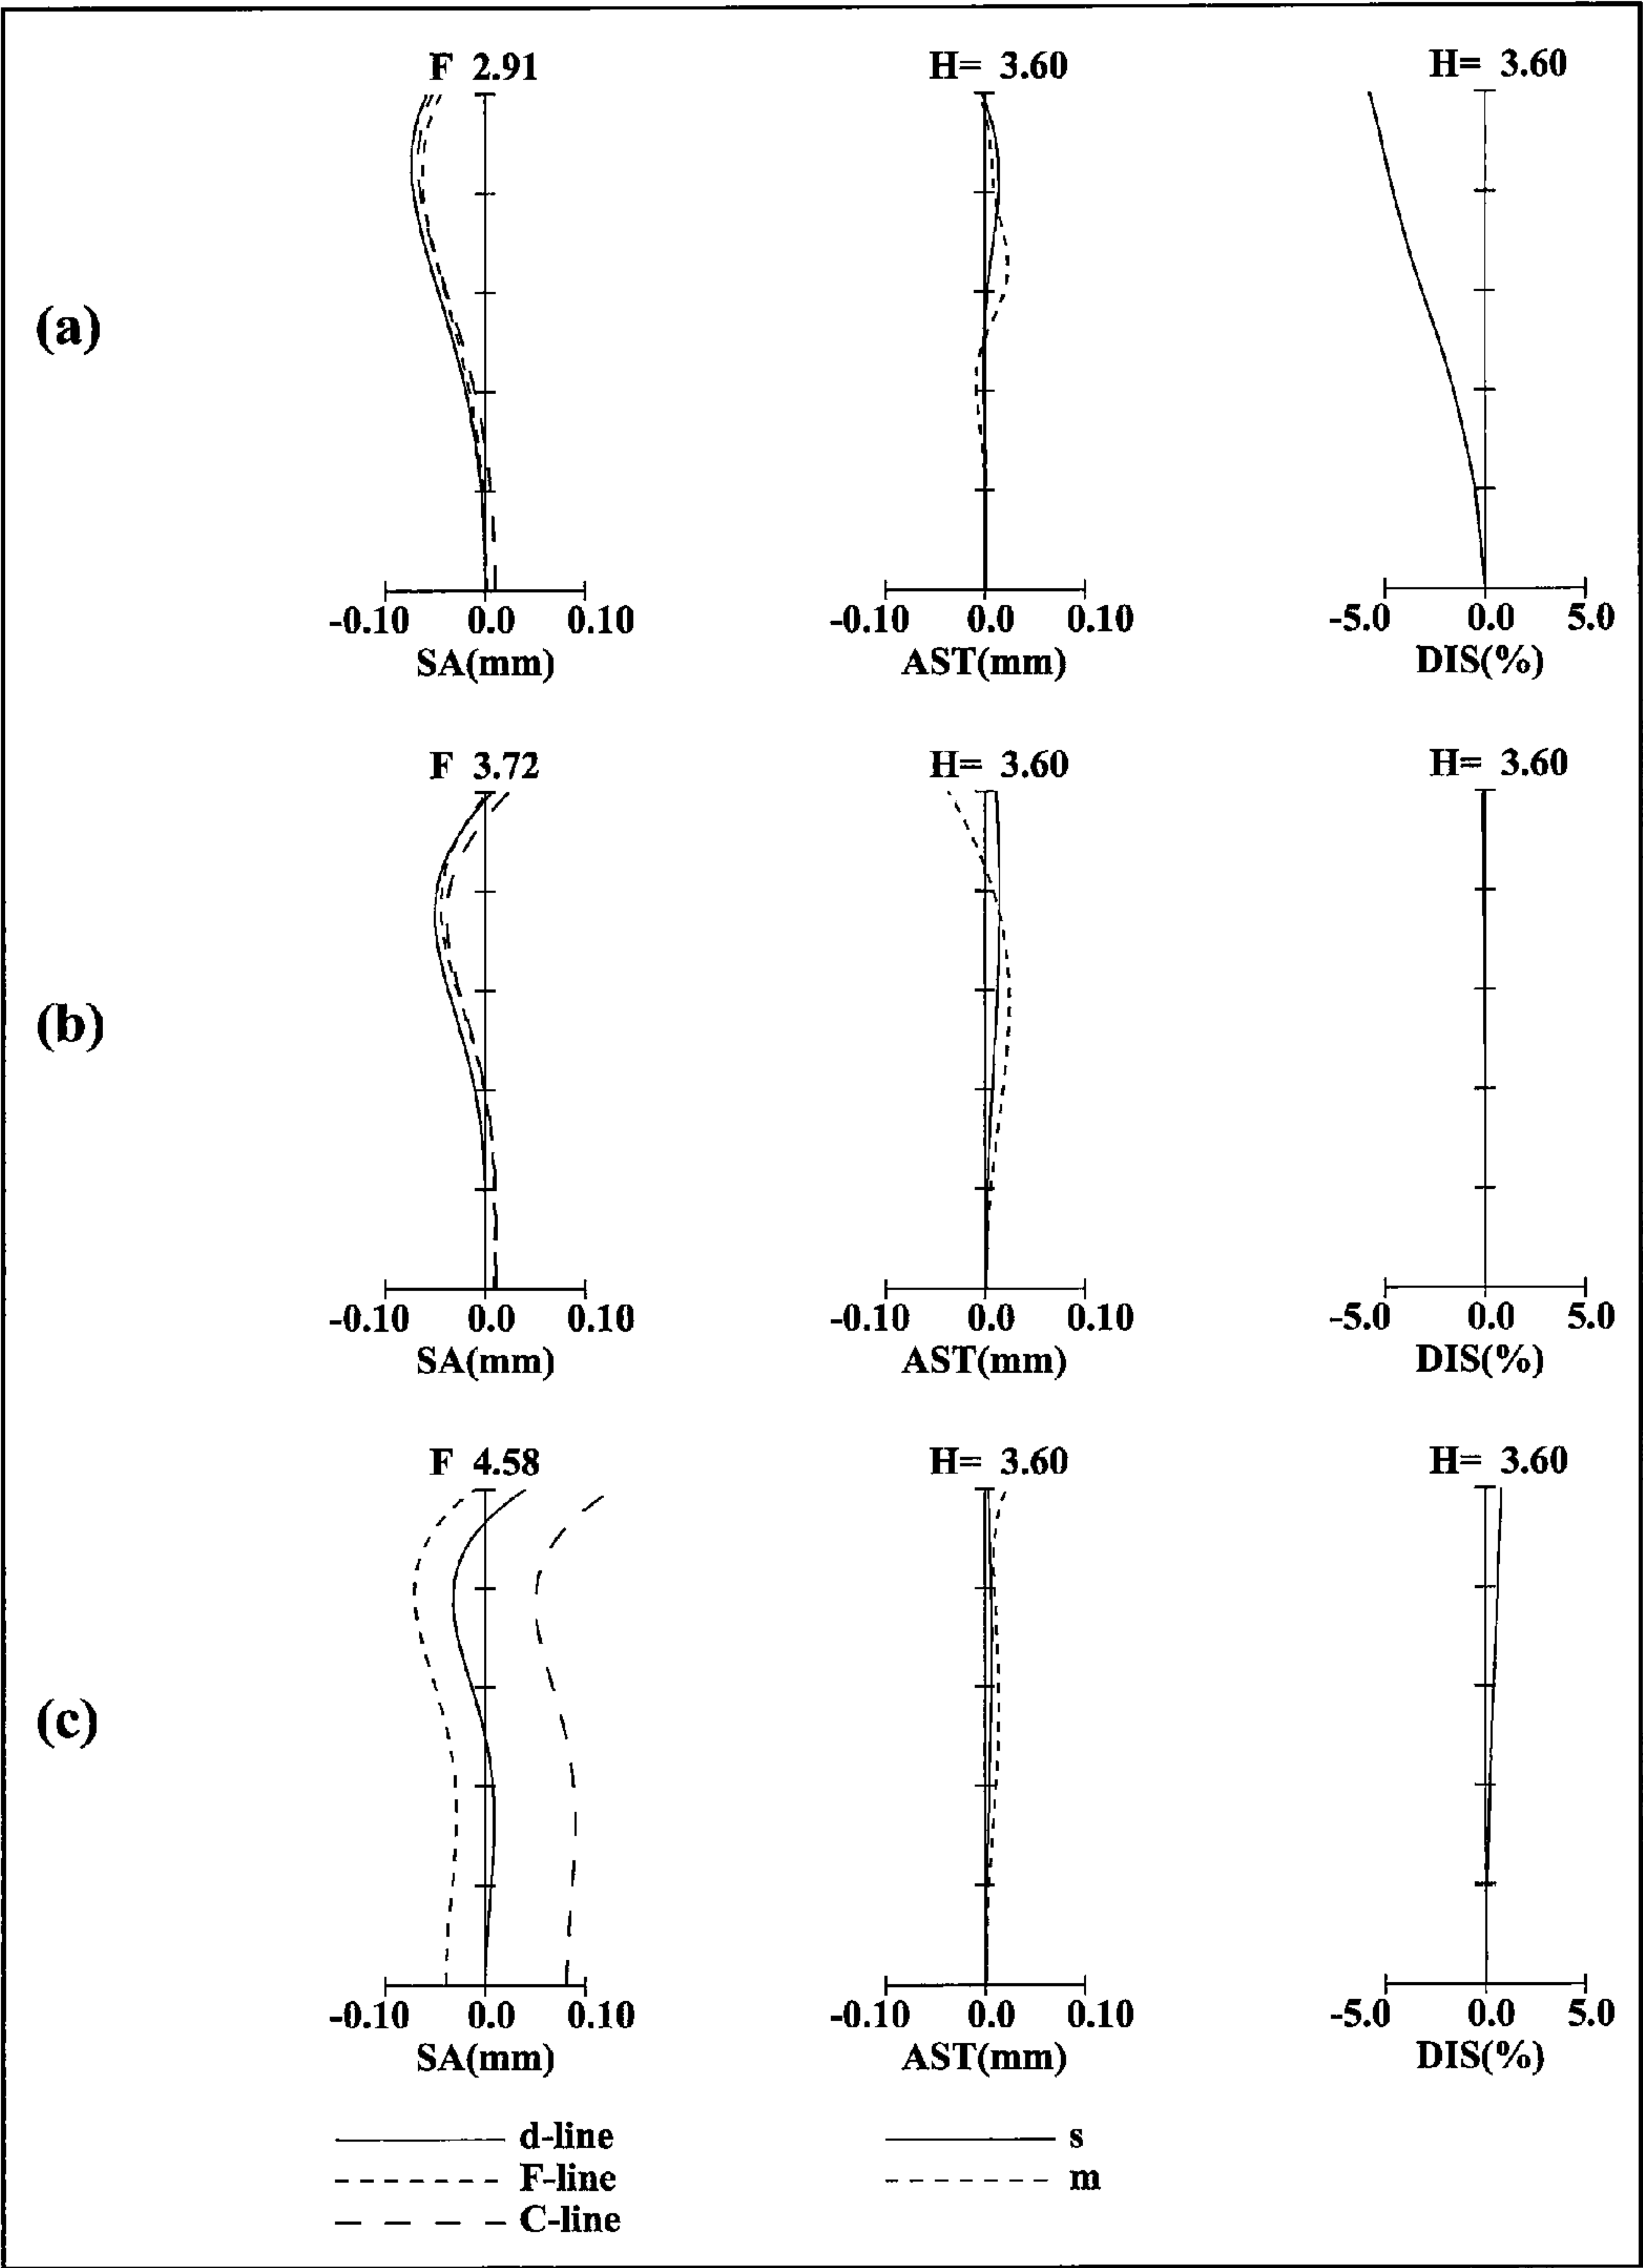 F 2.91 H= 3.60 H= 3.60
(a)
-0.10 0.0 0.10 -0.10 0.0 0.10 -5.0 0.0 5.0
SA(mm) AST(mm) DIS(%)
F 3.72 H= 3.60 H= 3.60
(b)
-0.10 0.0 0.10 -0.10 0.0 0.10 -5.0 0.0 5.0
SA(mm) AST(mm) DIS(%)
F 4.58 H= 3.60 H= 3.60
(c)
-0.10 0.0 0.10 -0.10 0.0 0.10 -5.0 0.0 5.0
SA(mm) AST(mm) DIS(%)
d-line s
F-line m
C-line